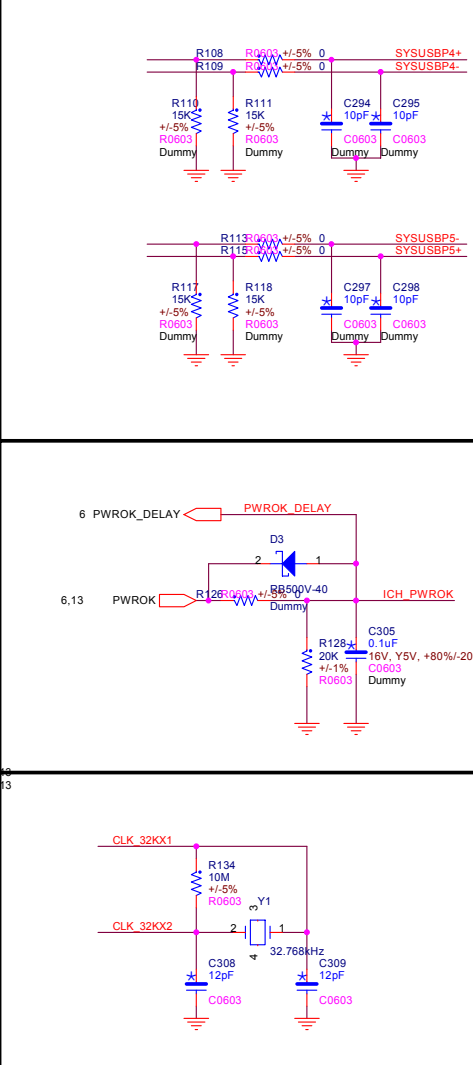 R108 R0603 +/-5% 0 SYSUSBP4+
R109 R0603 +/-5% 0 SYSUSBP4-
R110 R111 C294 C295
15K 15K 10pF 10pF
+/-5% +/-5%
R0603 R0603 C0603 C0603
Dummy Dummy Dummy Dummy
R113 R0603 +/-5% 0 SYSUSBP5-
R115 R0603 +/-5% 0 SYSUSBP5+
R117 R118 C297 C298
15K 15K 10pF 10pF
+/-5% +/-5%
R0603 R0603 C0603 C0603
Dummy Dummy Dummy Dummy
6 PWROK_DELAY PWROK_DELAY
D3
2 1
RB500V-40
6,13 PWROK R126 R0603 +/-5% 0 ICH_PWROK
Dummy
R128 C305
20K 0.1uF
+/-1% 16V, Y5V, +80%/-20
R0603 C0603
Dummy
13
13
CLK_32KX1
R134
10M
+/-5%
R0603
3 Y1
CLK_32KX2 2 1
4 32.768kHz
C308 C309
12pF 12pF
C0603 C0603